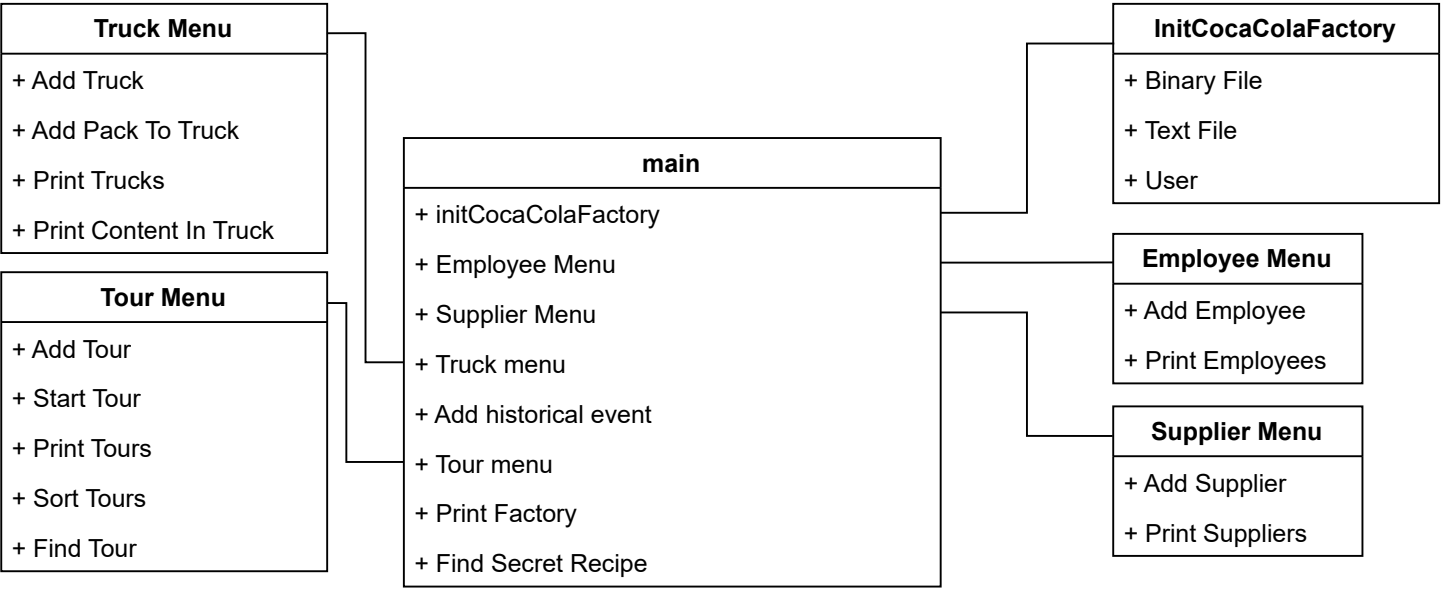 Truck Menu
+ Add Truck
+ Add Pack To Truck
+ Print Trucks
+ Print Content In Truck
Tour Menu
+ Add Tour
+ Start Tour
+ Print Tours
+ Sort Tours
+ Find Tour
main
+ initCocaColaFactory
+ Employee Menu
+ Supplier Menu
+ Truck menu
+ Add historical event
+ Tour menu
+ Print Factory
+ Find Secret Recipe
InitCocaColaFactory
+ Binary File
+ Text File
+ User
Employee Menu
+ Add Employee
+ Print Employees
Supplier Menu
+ Add Supplier
+ Print Suppliers